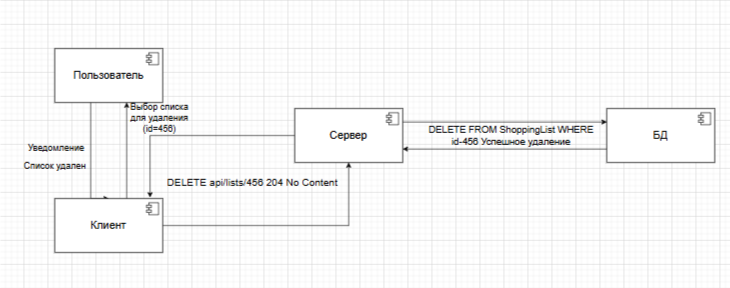 Пользователь
Выбор списка
для удаления
(id=456)
Уведомление
Список удален
Клиент
DELETE api/lists/456 204 No Content
Сервер
DELETE FROM ShoppingList WHERE
id-456 Успешное удаление
БД